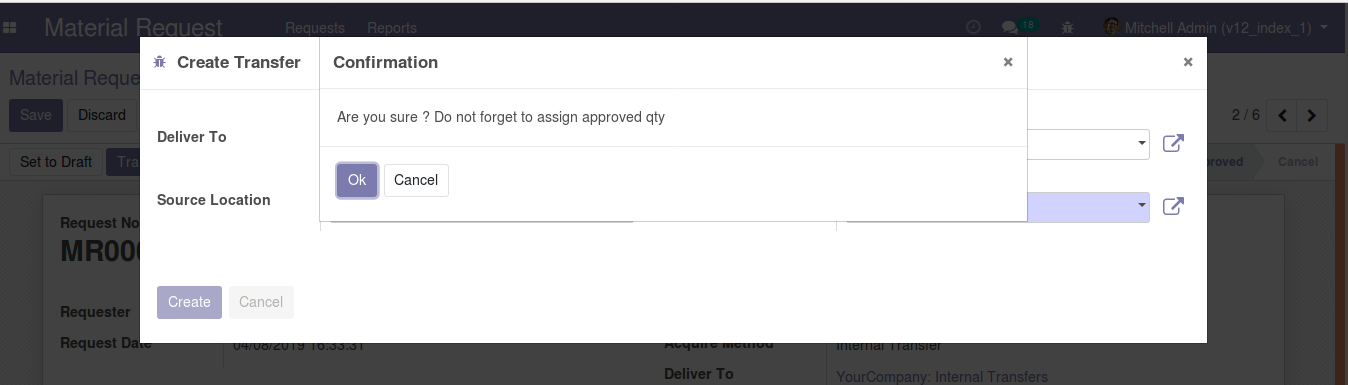 Material Request Requests Reports 18 Mitchell Admin (v12_index_1)
Material Reque
Create Transfer Confirmation × ×
Save Discard 2 / 6
Are you sure ? Do not forget to assign approved qty
Deliver To
Set to Draft Tra proved Cancel
Ok Cancel
Source Location
Request No
MR000
Create Cancel
Requester
Request Date 04/08/2019 16:33:31 Acquire Method Internal Transfer
Deliver To YourCompany: Internal Transfers